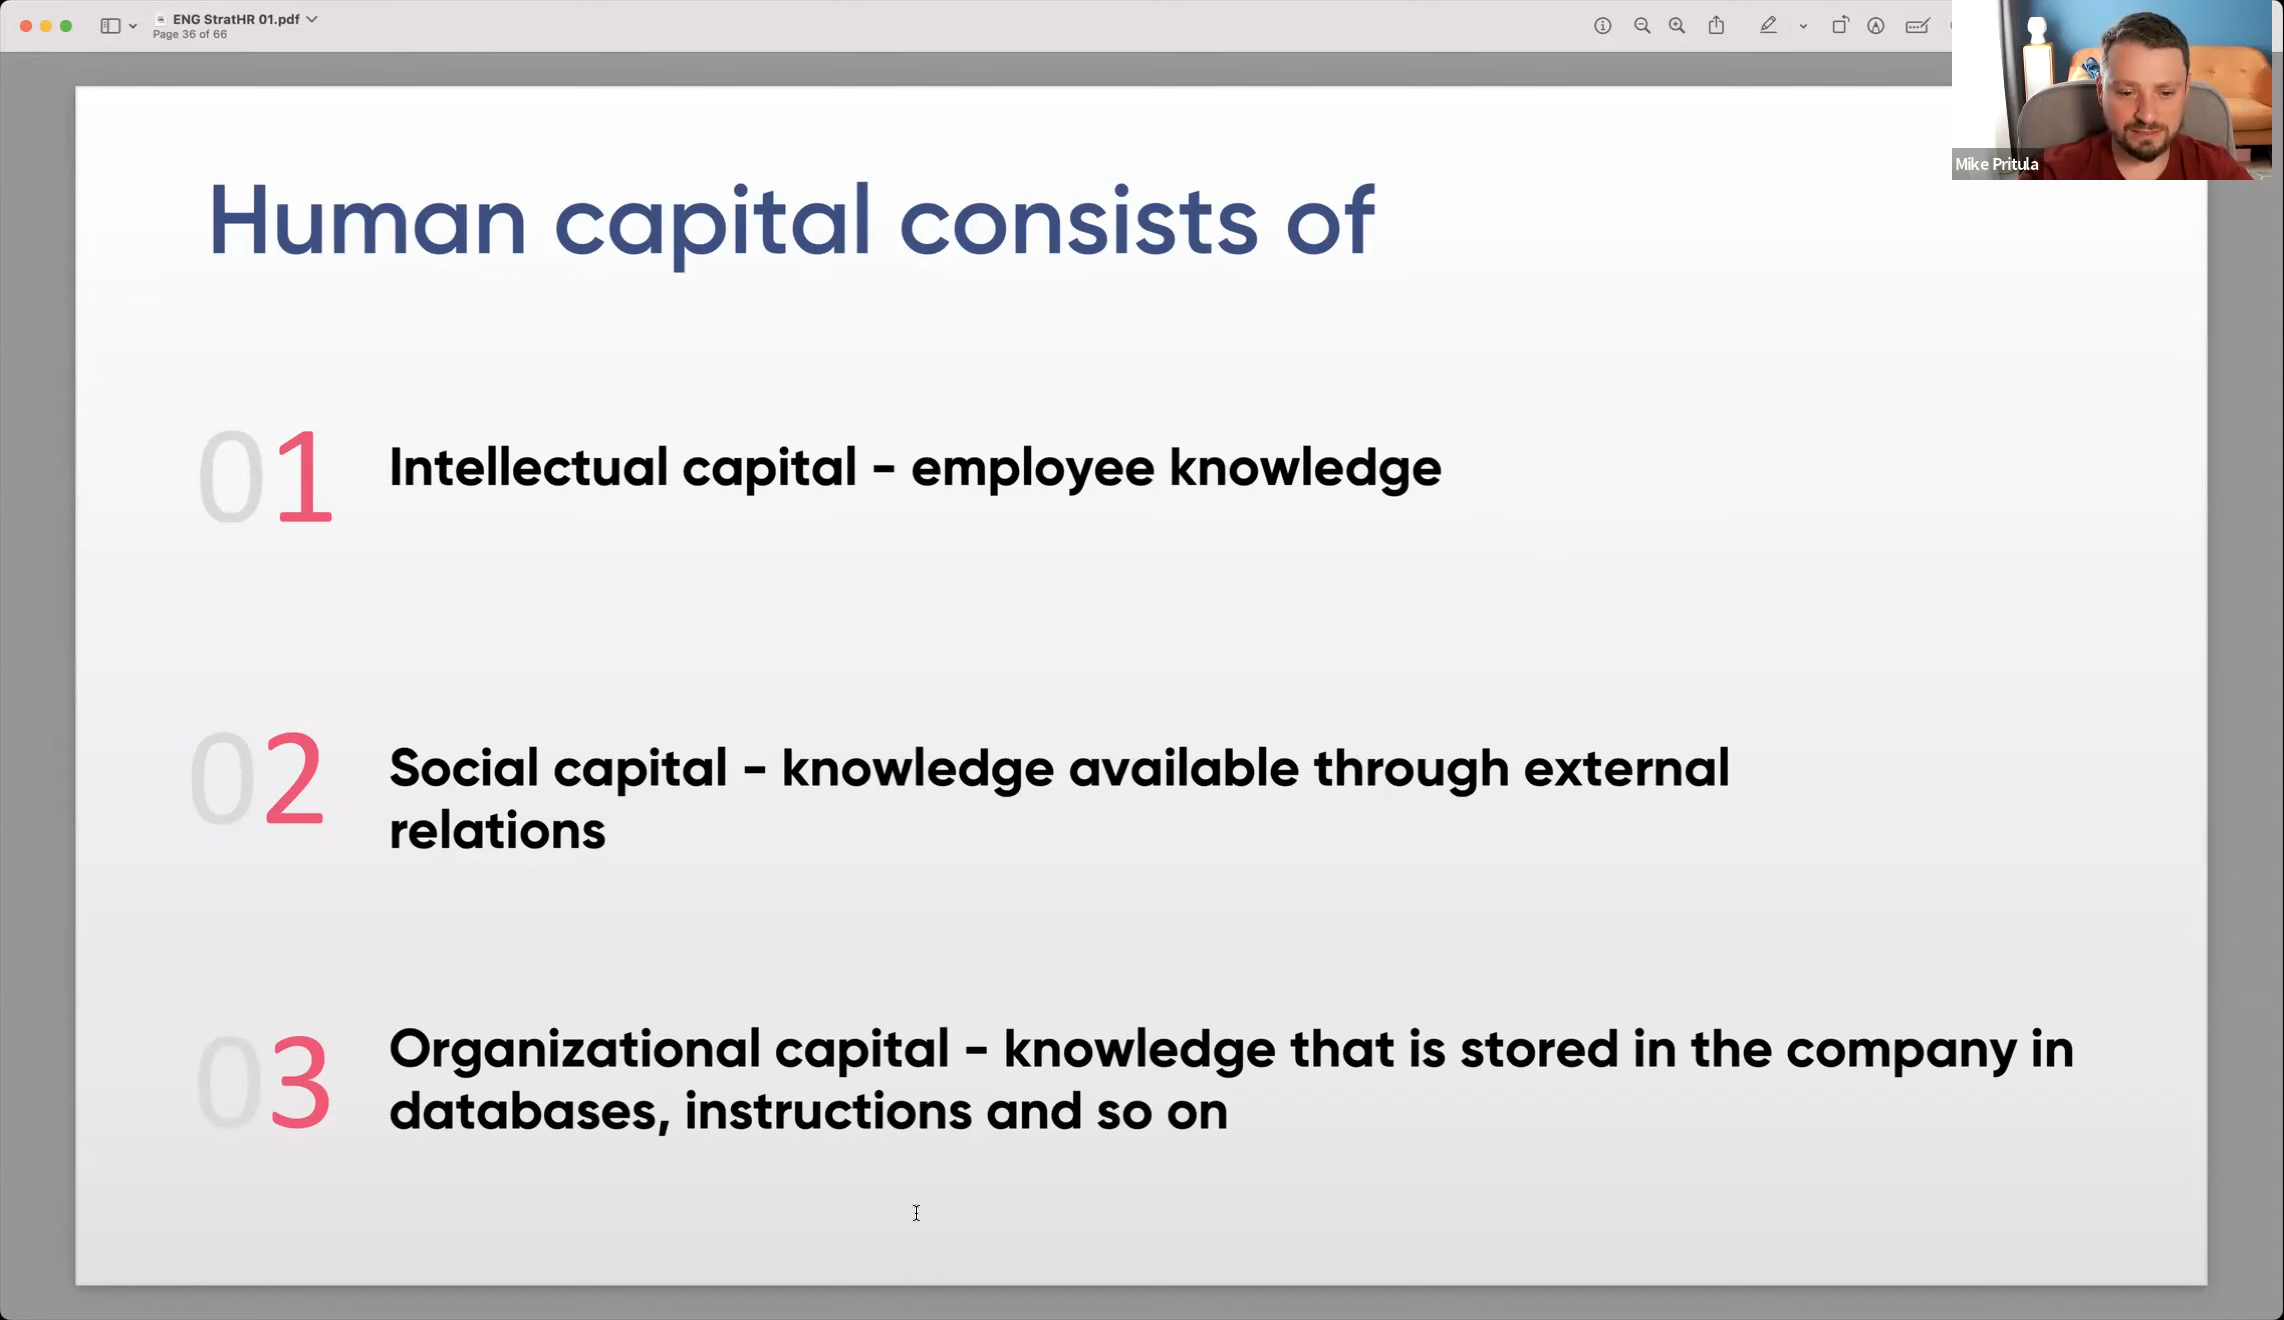 ENG StratHR 01.pdf
Page 36 of 66
Mike Pritula
Human capital consists of
01
Intellectual capital - employee knowledge
02
Social capital - knowledge available through external
relations
03
Organizational capital - knowledge that is stored in the company in
databases, instructions and so on